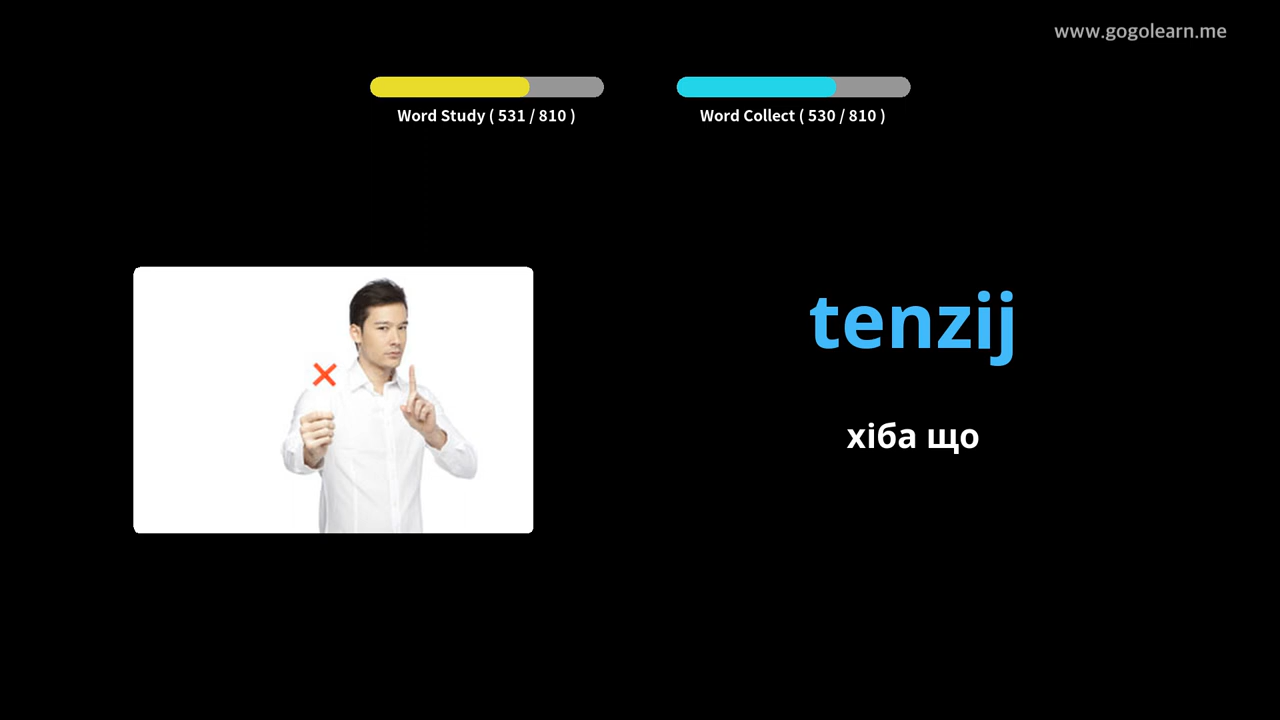 www.gogolearn.me
Word Study ( 531 / 810 )
Word Collect ( 530 / 810 )
tenzij
хіба що